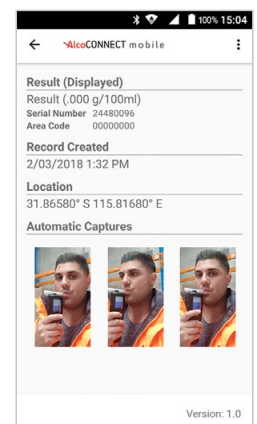 100% 15:04
AlcoCONNECT mobile
Result (Displayed)
Result (.000 g/100ml)
Serial Number 24480096
Area Code 00000000
Record Created
2/03/2018 1:32 PM
Location
31.86580° S 115.81680° E
Automatic Captures
Version: 1.0